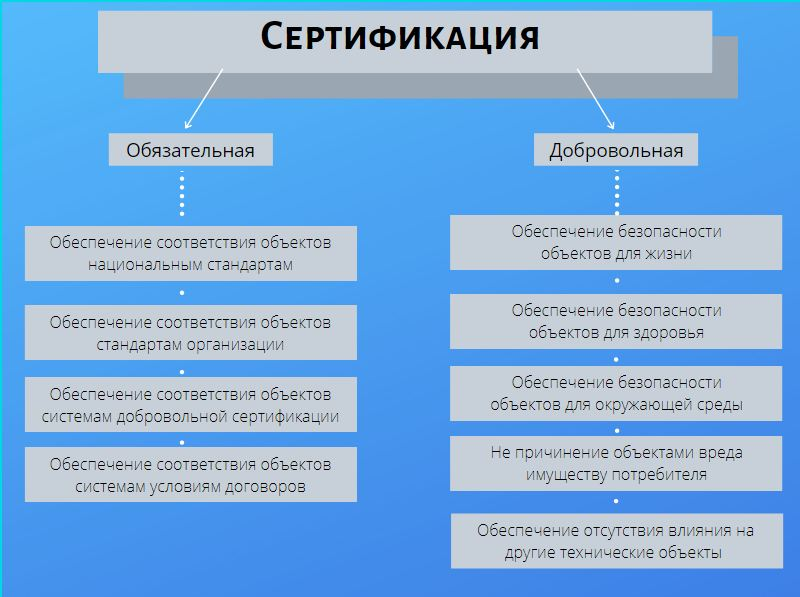 Сертификация
Обязательная
Обеспечение соответствия объектов
национальным стандартам
Обеспечение соответствия объектов
стандартам организации
Обеспечение соответствия объектов
системам добровольной сертификации
Обеспечение соответствия объектов
системам условиям договоров
Добровольная
Обеспечение безопасности
объектов для жизни
Обеспечение безопасности
объектов для здоровья
Обеспечение безопасности
объектов для окружающей среды
Не причинение объектами вреда
имуществу потребителя
Обеспечение отсутствия влияния на
другие технические объекты